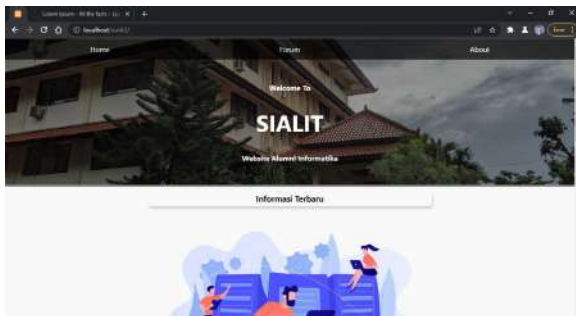 Home Forum About
Welcome To
SIALIT
Website Alumni Informatika
Informasi Terbaru